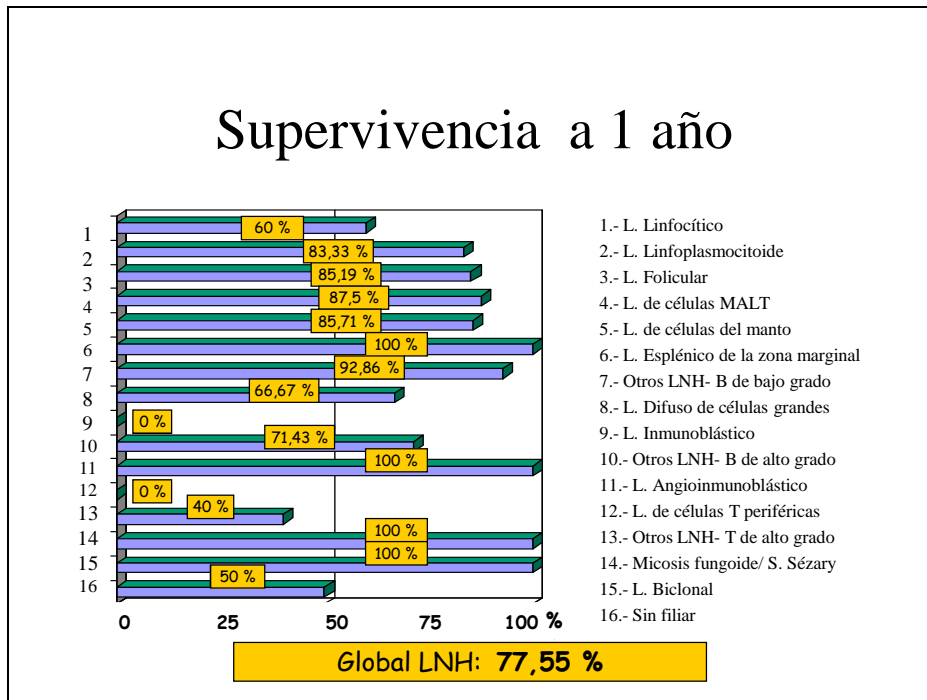 Supervivencia a 1 año
1
2
3
4
5
6
7
8
9
10
11
12
13
14
15
16
60 %
83,33 %
85,19 %
87,5 %
85,71 %
100 %
92,86 %
66,67 %
0 %
71,43 %
100 %
0 %
40 %
100 %
100 %
50 %
0 25 50 75 100 %
1.- L. Linfocítico
2.- L. Linfoplasmocitoide
3.- L. Folicular
4.- L. de células MALT
5.- L. de células del manto
6.- L. Esplénico de la zona marginal
7.- Otros LNH- B de bajo grado
8.- L. Difuso de células grandes
9.- L. Inmunoblástico
10.- Otros LNH- B de alto grado
11.- L. Angioinmunoblástico
12.- L. de células T periféricas
13.- Otros LNH- T de alto grado
14.- Micosis fungoide/ S. Sézary
15.- L. Biclonal
16.- Sin filiar
Global LNH: 77,55 %